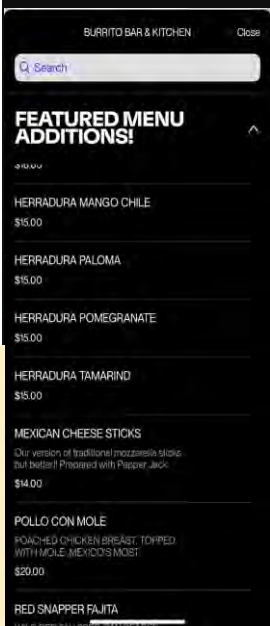 BURRITO BAR & KITCHEN Close
Search
FEATURED MENU
ADDITIONS!
HERRADURA MANGO CHILE
$15.00
HERRADURA PALOMA
$15.00
HERRADURA POMEGRANATE
$15.00
HERRADURA TAMARIND
$15.00
MEXICAN CHEESE STICKS
Our version of traditional mozzarella sticks
but better!! Prepared with Pepper Jack
$14.00
POLLO CON MOLE
POACHED CHICKEN BREAST, TOPPED
WITH MOLE, MEXICO'S MOST
$20.00
RED SNAPPER FAJITA